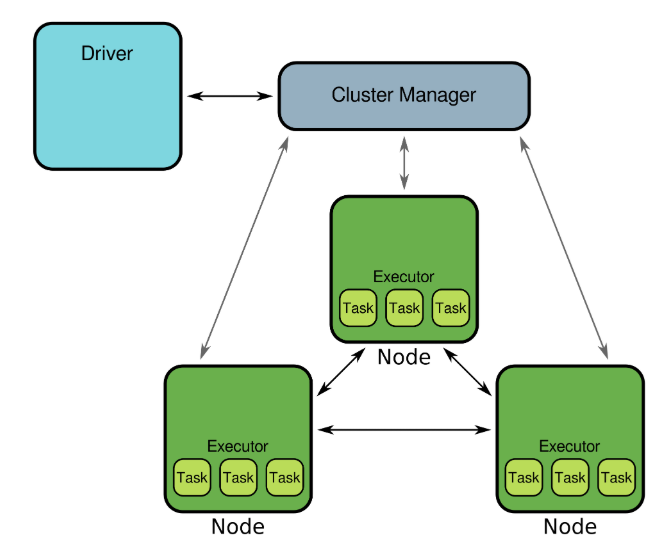 Driver
Cluster Manager
Executor
Task Task Task
Node
Executor
Task Task Task
Node
Executor
Task Task Task
Node